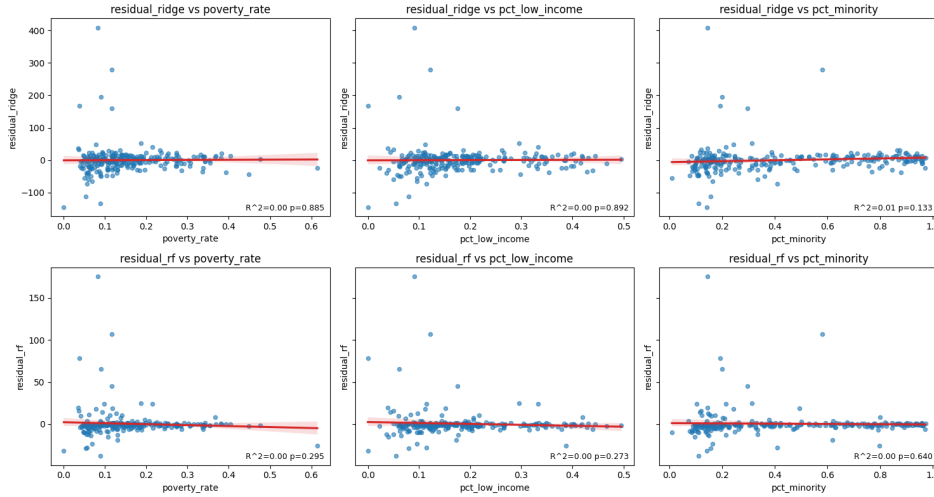 residual_ridge vs poverty_rate
residual_ridge vs pct_low_income
residual_ridge vs pct_minority
residual_ridge
400
300
200
100
0
−100
R^2=0.00 p=0.885
0.0 0.1 0.2 0.3 0.4 0.5 0.6
poverty_rate
residual_ridge
R^2=0.00 p=0.892
0.0 0.1 0.2 0.3 0.4 0.5
pct_low_income
residual_ridge
R^2=0.01 p=0.133
0.0 0.2 0.4 0.6 0.8 1.
pct_minority
residual_rf vs poverty_rate
residual_rf vs pct_low_income
residual_rf vs pct_minority
residual_rf
150
100
50
0
R^2=0.00 p=0.295
0.0 0.1 0.2 0.3 0.4 0.5 0.6
poverty_rate
residual_rf
R^2=0.00 p=0.273
0.0 0.1 0.2 0.3 0.4 0.5
pct_low_income
residual_rf
R^2=0.00 p=0.640
0.0 0.2 0.4 0.6 0.8 1.
pct_minority